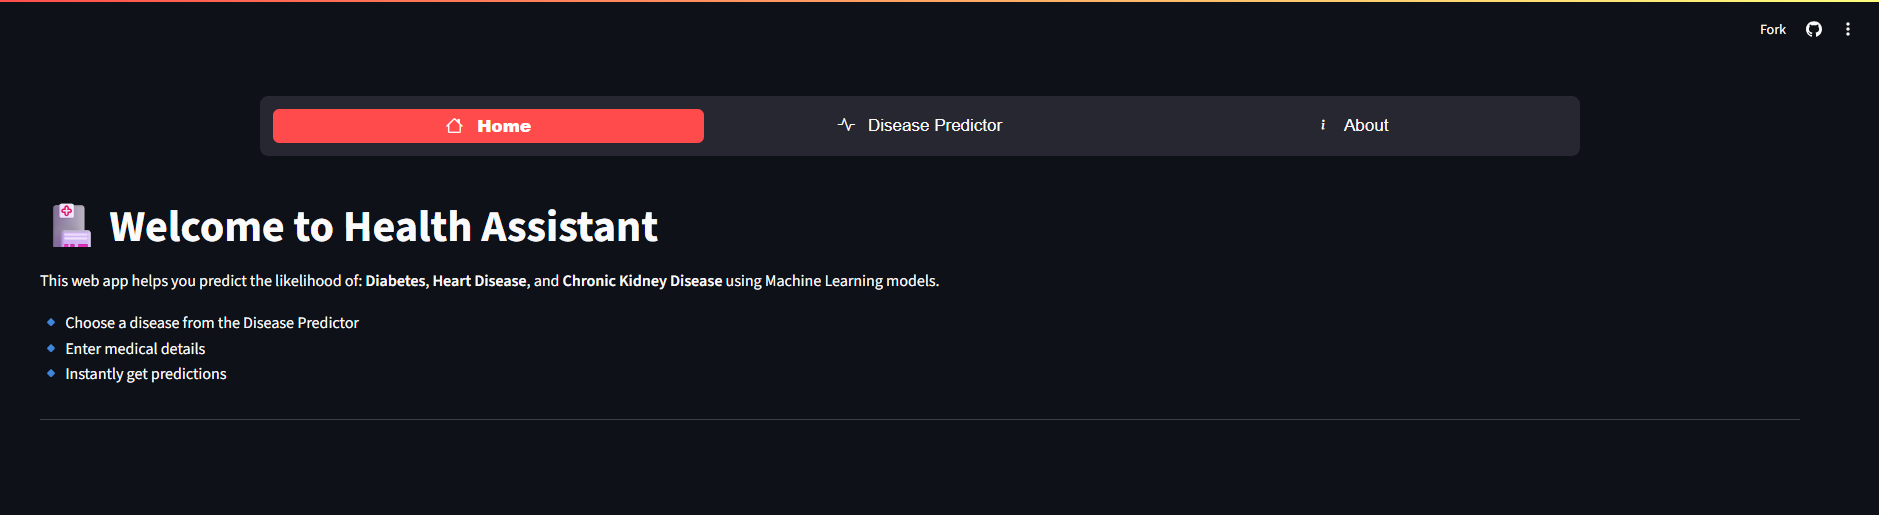 Fork
Home
Disease Predictor
About
Welcome to Health Assistant
This web app helps you predict the likelihood of: Diabetes, Heart Disease, and Chronic Kidney Disease using Machine Learning models.
Choose a disease from the Disease Predictor
Enter medical details
Instantly get predictions